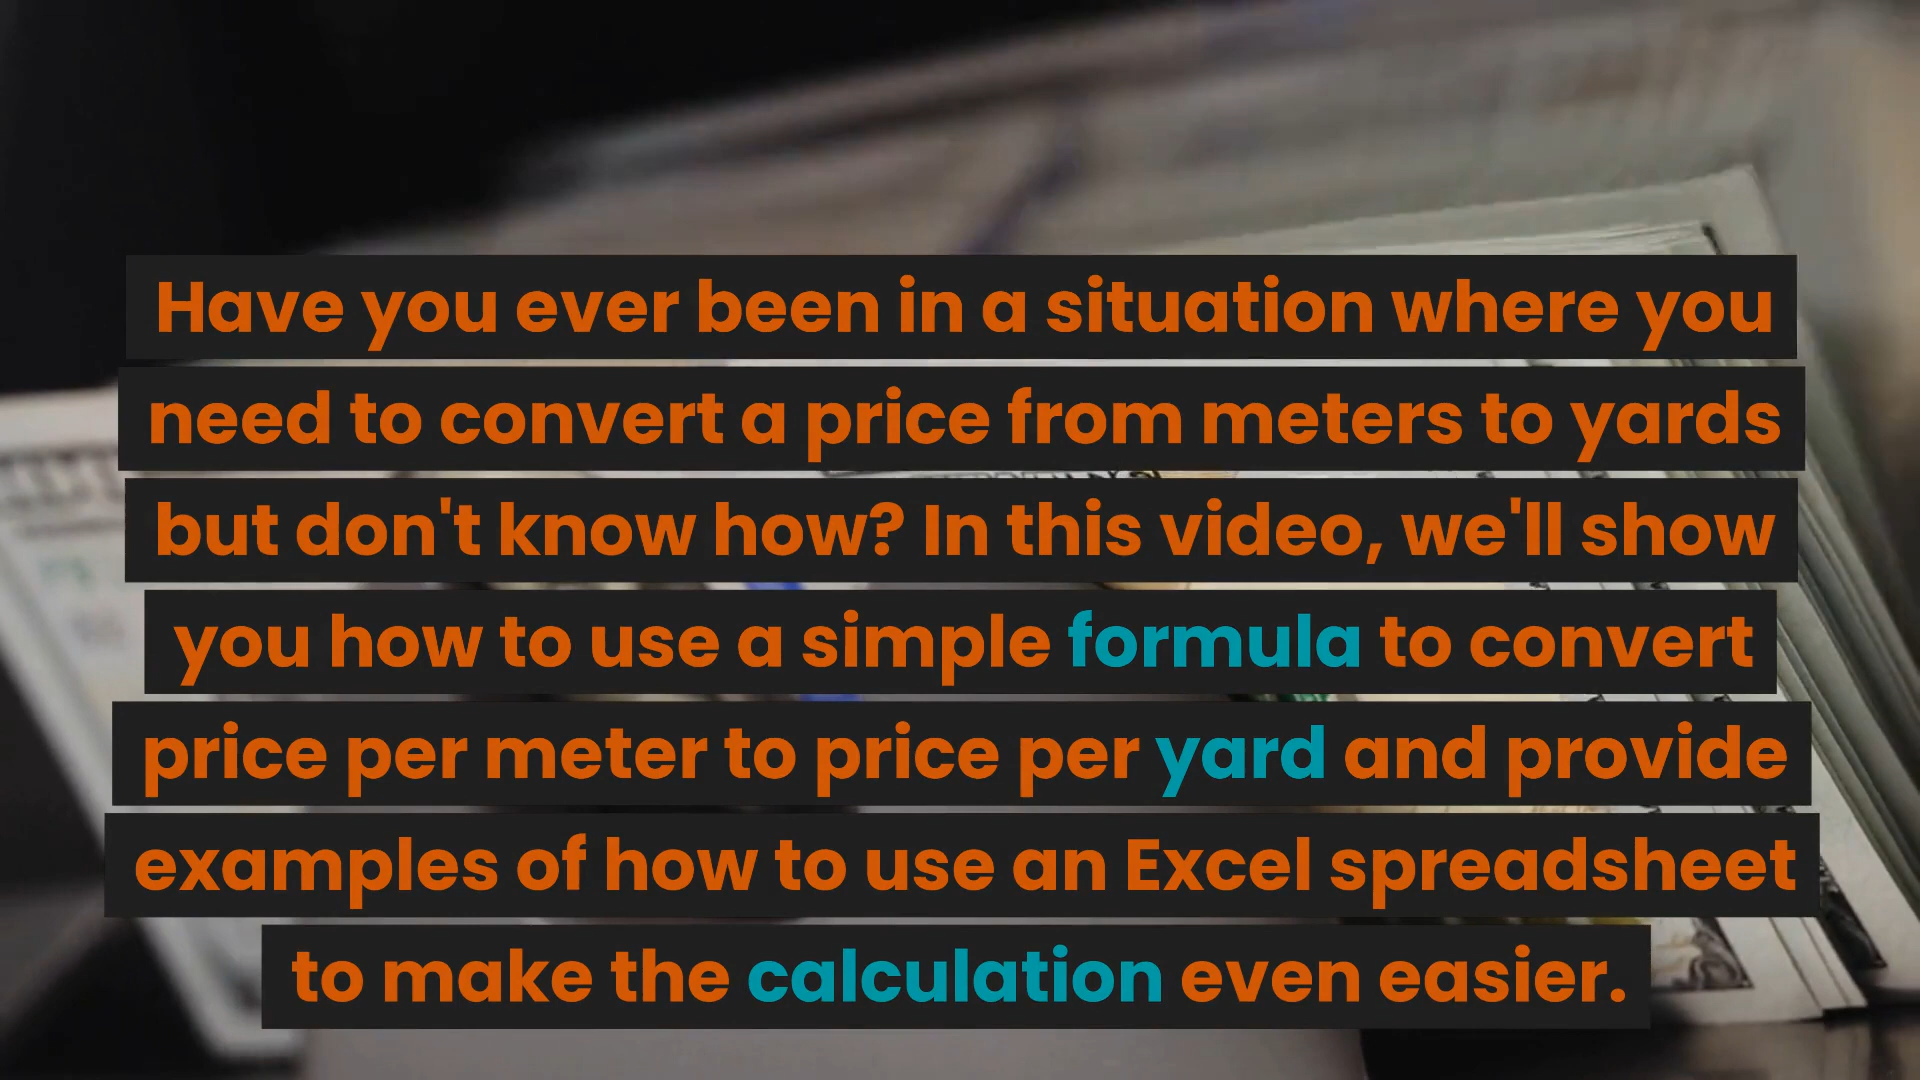 Have you ever been in a situation where you
need to convert a price from meters to yards
but don't know how? In this video, we'll show
you how to use a simple formula to convert
price per meter to price per yard and provide
examples of how to use an Excel spreadsheet
to make the calculation even easier.